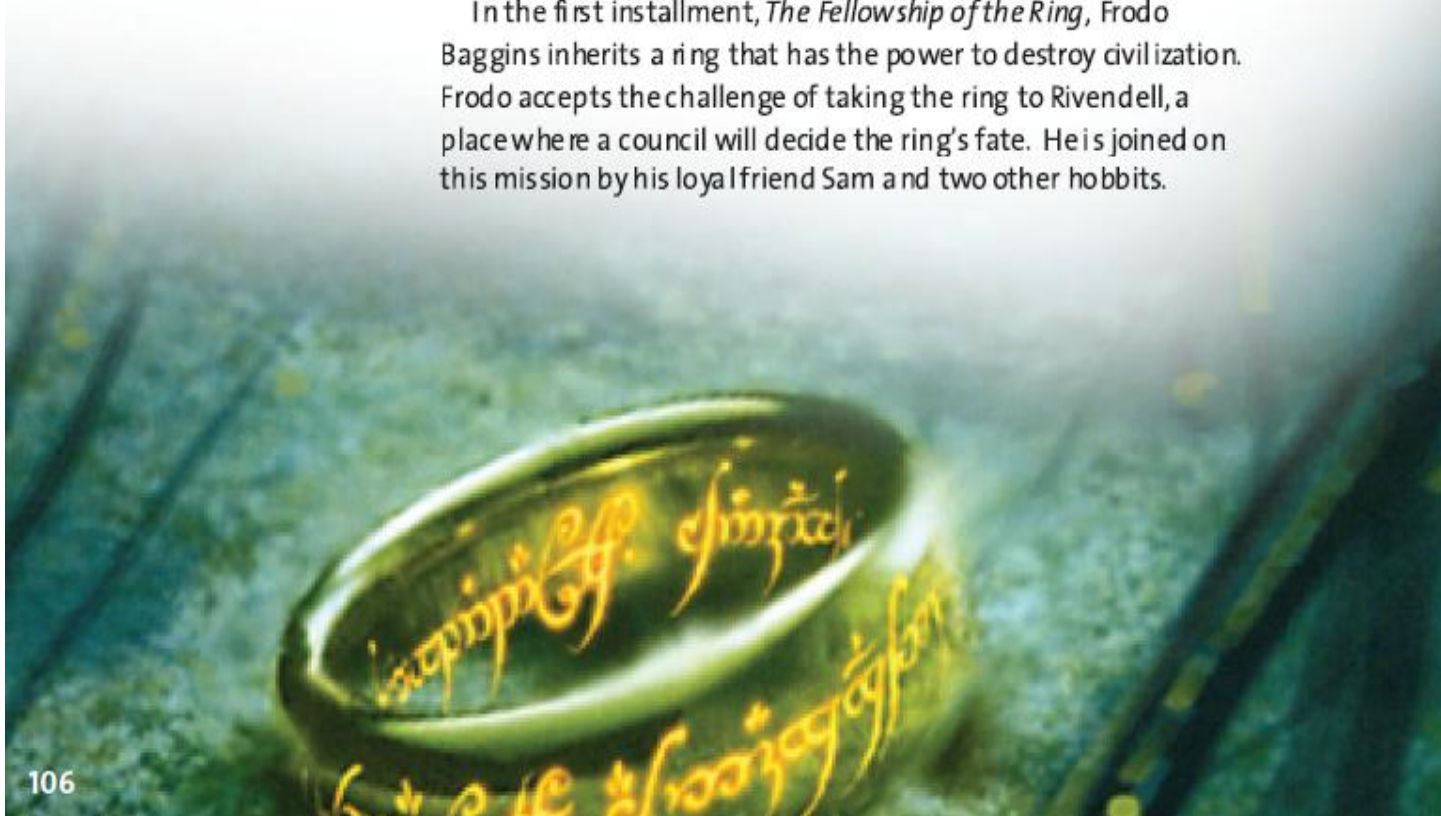 In the first installment, The Fellowship of the Ring, Frodo
Baggins inherits a ring that has the power to destroy civilization.
Frodo accepts the challenge of taking the ring to Rivendell, a
place where a council will decide the ring's fate. He is joined on
this mission by his loyal friend Sam and two other hobbits.
106